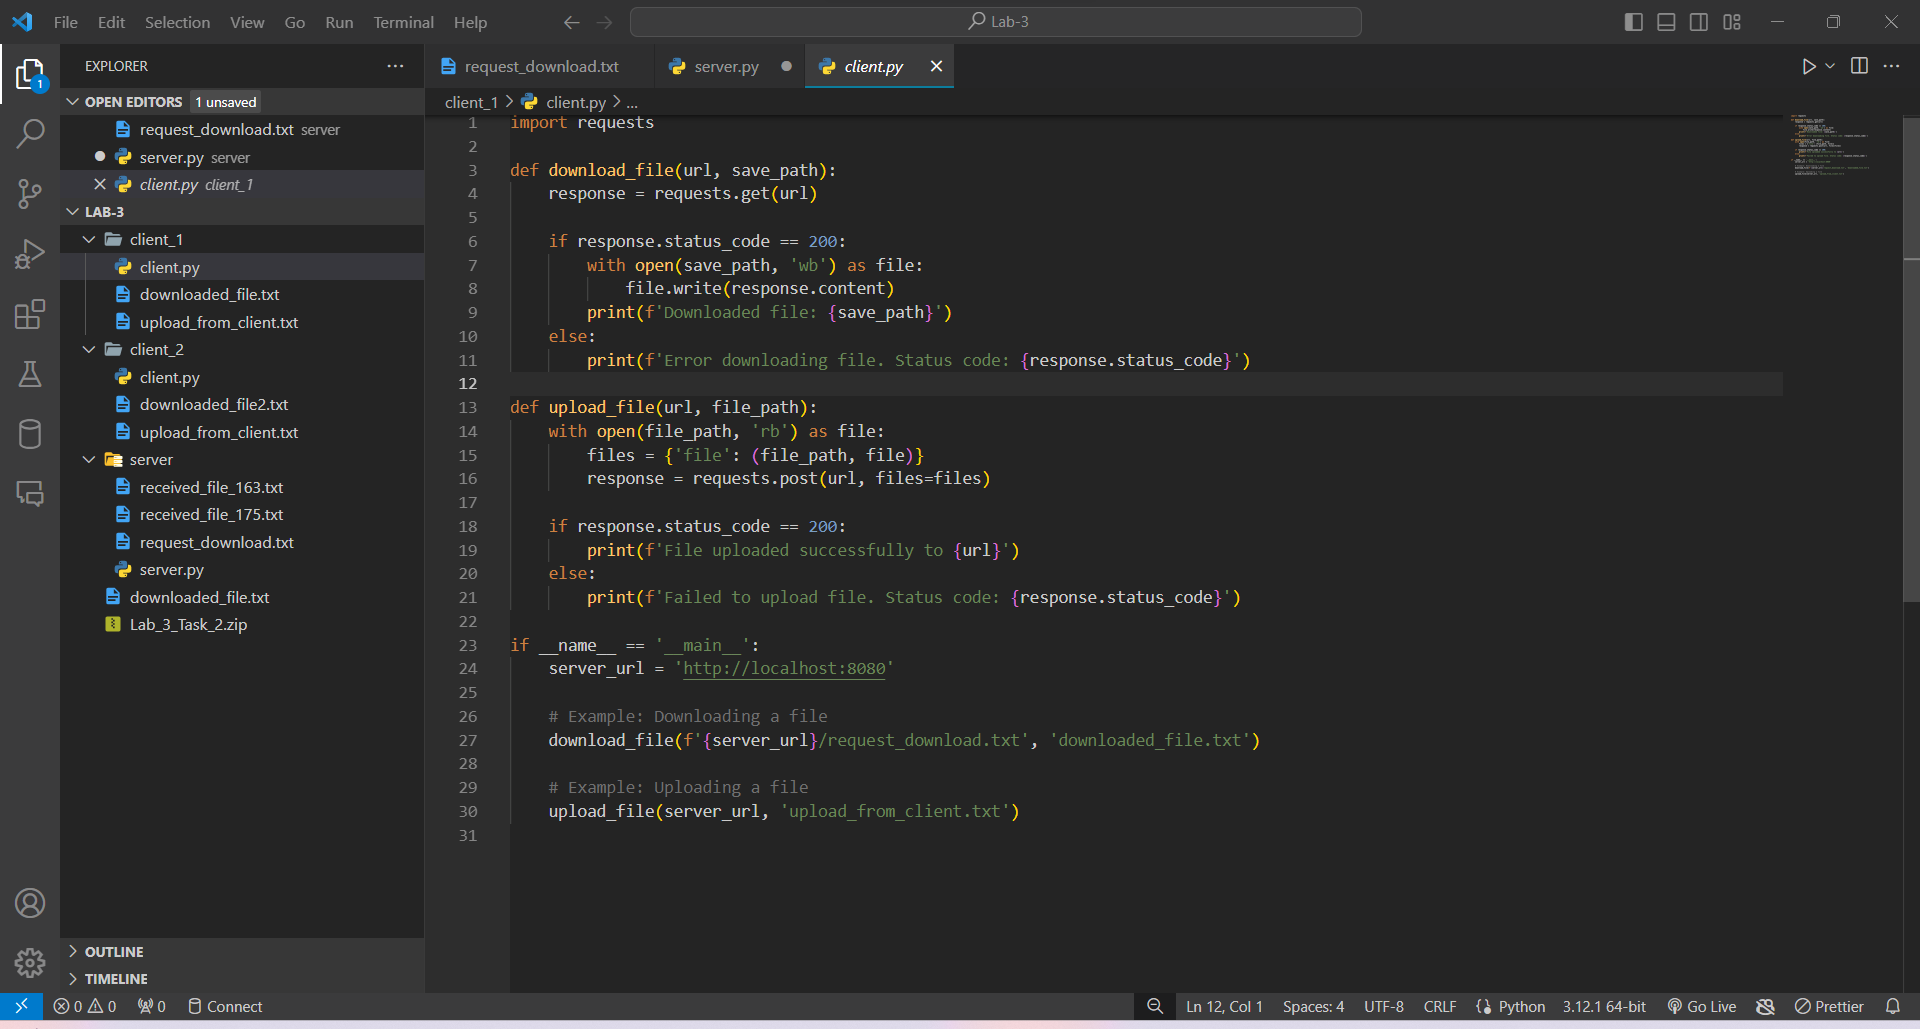 File Edit Selection View Go Run Terminal Help
Lab-3
EXPLORER
OPEN EDITORS 1 unsaved
request_download.txt server
server.py server
client.py client_1
LAB-3
client_1
client.py
downloaded_file.txt
upload_from_client.txt
client_2
client.py
downloaded_file2.txt
upload_from_client.txt
server
received_file_163.txt
received_file_175.txt
request_download.txt
server.py
downloaded_file.txt
Lab_3_Task_2.zip
OUTLINE
TIMELINE
1
request_download.txt server.py client.py
client_1 > client.py > ...
1 import requests
2
3 def download_file(url, save_path):
4     response = requests.get(url)
5
6     if response.status_code == 200:
7         with open(save_path, 'wb') as file:
8             file.write(response.content)
9         print(f'Downloaded file: {save_path}')
10     else:
11         print(f'Error downloading file. Status code: {response.status_code}')
12
13 def upload_file(url, file_path):
14     with open(file_path, 'rb') as file:
15         files = {'file': (file_path, file)}
16         response = requests.post(url, files=files)
17
18     if response.status_code == 200:
19         print(f'File uploaded successfully to {url}')
20     else:
21         print(f'Failed to upload file. Status code: {response.status_code}')
22
23 if __name__ == '__main__':
24     server_url = 'http://localhost:8080'
25
26     # Example: Downloading a file
27     download_file(f'{server_url}/request_download.txt', 'downloaded_file.txt')
28
29     # Example: Uploading a file
30     upload_file(server_url, 'upload_from_client.txt')
31
0 0 0 Connect Ln 12, Col 1 Spaces: 4 UTF-8 CRLF Python 3.12.1 64-bit Go Live Prettier